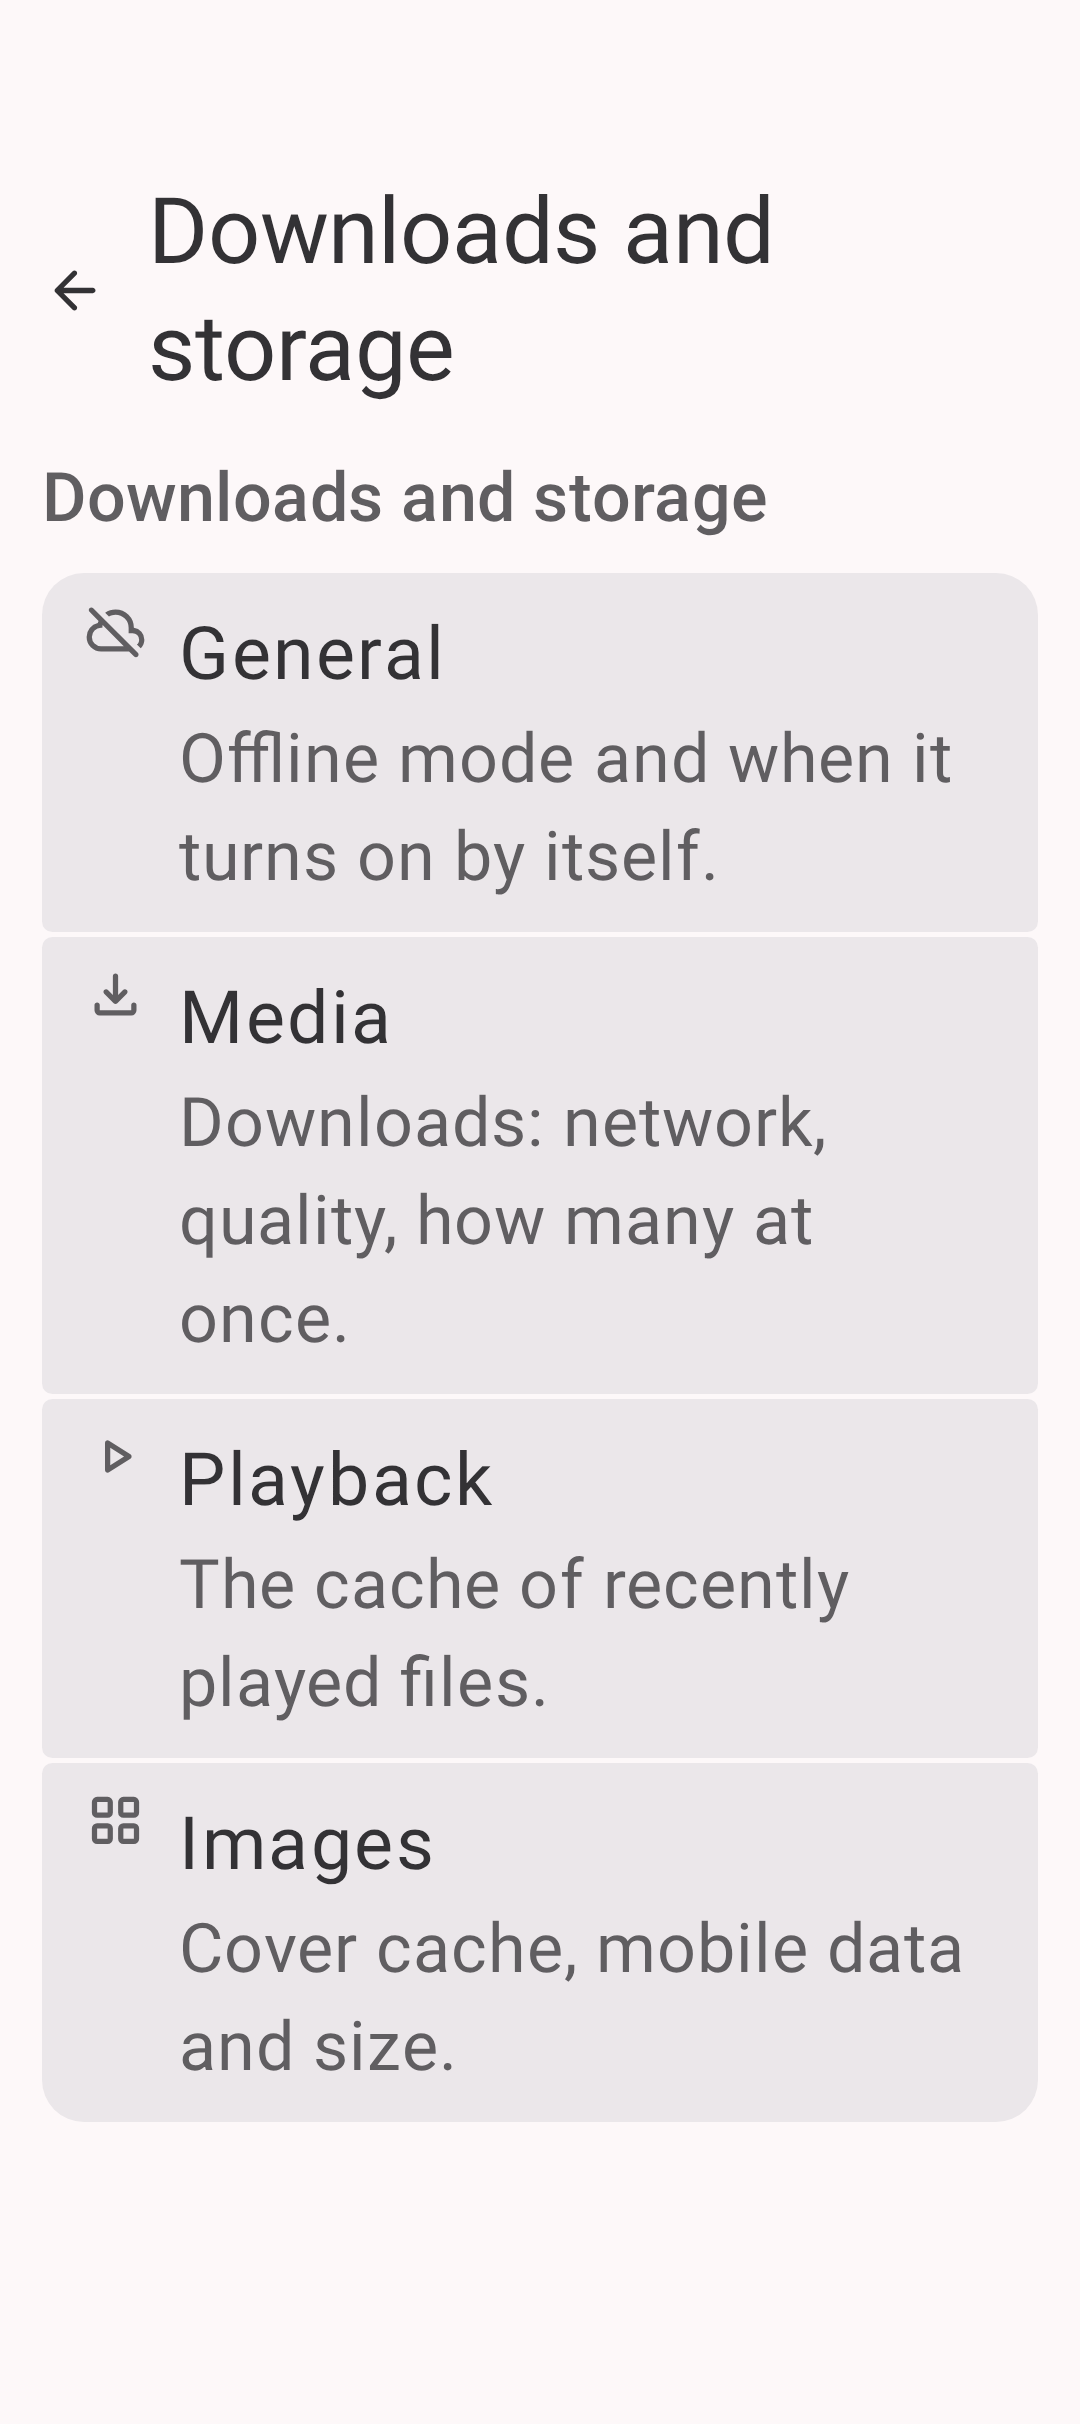 Downloads and
storage
Downloads and storage
General
Offline mode and when it
turns on by itself.
Media
Downloads: network,
quality, how many at
once.
Playback
The cache of recently
played files.
Images
Cover cache, mobile data
and size.